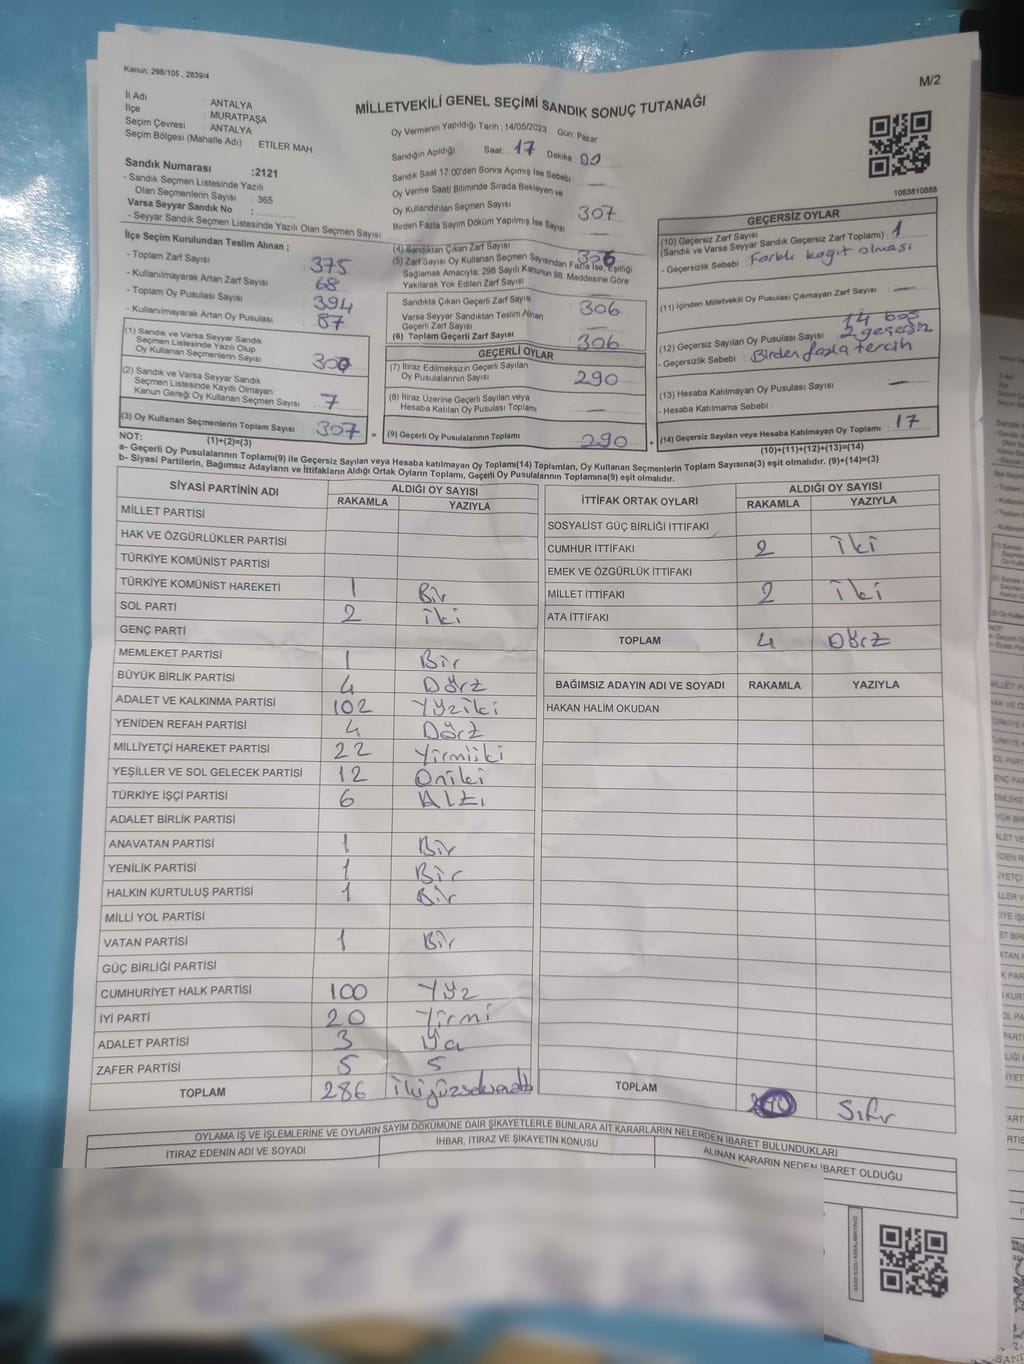 Kanun; 298/105 , 2839/4
M/2
MİLLETVEKİLİ GENEL SEÇİMİ SANDIK SONUÇ TUTANAĞI
İl Adı : ANTALYA
İlçe : MURATPAŞA
Seçim Çevresi : ANTALYA
Seçim Bölgesi (Mahalle Adı) : ETİLER MAH.
Sandık Numarası :2121
- Sandık Seçmen Listesinde Yazılı
Olan Seçmenlerin Sayısı : 365
Varsa Seyyar Sandık No :
- Seyyar Sandık Seçmen Listesinde Yazılı Olan Seçmen Sayısı
Oy Vermenin Yapıldığı Tarih :14/05/2023 Gün: Pazar
Sandığın Açıldığı Saat: 17 Dakika: 00
Sandık Saat 17.00'den Sonra Açımış İse Sebebi : —
Oy Verme Saati Bitiminde Sırada Bekleyen ve
Oy Kullandırılan Seçmen Sayısı : 307
Birden Fazla Sayım Döküm Yapılmış İse Sayısı : —
1083810888
İlçe Seçim Kurulundan Teslim Alınan ;
- Toplam Zarf Sayısı : 375
- Kullanılmayarak Artan Zarf Sayısı : 68
- Toplam Oy Pusulası Sayısı : 394
- Kullanılmayarak Artan Oy Pusulası : 87
(1) Sandık ve Varsa Seyyar Sandık
Seçmen Listesinde Yazılı Olup
Oy Kullanan Seçmenlerin Sayısı : 300
(2) Sandık ve Varsa Seyyar Sandık
Seçmen Listesinde Kayıtlı Olmayan
Kanun Gereği Oy Kullanan Seçmen Sayısı : 7
(3) Oy Kullanan Seçmenlerin Toplam Sayısı : 307
(1)+(2)=(3)
(4) Sandıktan Çıkan Zarf Sayısı : 306
(5) Zarf Sayısı Oy Kullanan Seçmen Sayısından Fazla İse, Eşitliği
Sağlamak Amacıyla, 298 Sayılı Kanunun 98. Maddesine Göre
Yakılarak Yok Edilen Zarf Sayısı :
Sandıkta Çıkan Geçerli Zarf Sayısı : 306
Varsa Seyyar Sandıktan Teslim Alınan
Geçerli Zarf Sayısı : —
(6) Toplam Geçerli Zarf Sayısı : 306
GEÇERLİ OYLAR
(7) İtiraz Edilmeksizin Geçerli Sayılan
Oy Pusulalarının Sayısı : 290
(8) İtiraz Üzerine Geçerli Sayılan veya
Hesaba Katılan Oy Pusulası Toplamı : —
= (9) Geçerli Oy Pusulalarının Toplamı : 290 +
GEÇERSİZ OYLAR
(10) Geçersiz Zarf Sayısı
(Sandık ve Varsa Seyyar Sandık Geçersiz Zarf Toplamı) : 1
- Geçersizlik Sebebi : Farklı kağıt olması
(11) İçinden Milletvekili Oy Pusulası Çıkmayan Zarf Sayısı : —
14 boş
(12) Geçersiz Sayılan Oy Pusulası Sayısı : 2 geçersiz
- Geçersizlik Sebebi : Birden fazla tercih
(13) Hesaba Katılmayan Oy Pusulası Sayısı : —
- Hesaba Katılmama Sebebi :
(14) Geçersiz Sayılan veya Hesaba Katılmayan Oy Toplamı : 17
(10)+(11)+(12)+(13)=(14)
NOT:
a- Geçerli Oy Pusulalarının Toplamı(9) ile Geçersiz Sayılan veya Hesaba katılmayan Oy Toplamı(14) Toplamları, Oy Kullanan Seçmenlerin Toplam Sayısına(3) eşit olmalıdır. (9)+(14)=(3)
b- Siyasi Partilerin, Bağımsız Adayların ve İttifakların Aldığı Ortak Oyların Toplamı, Geçerli Oy Pusulalarının Toplamına(9) eşit olmalıdır.
SİYASİ PARTİNİN ADI ALDIĞI OY SAYISI
RAKAMLA YAZIYLA
MİLLET PARTİSİ
HAK VE ÖZGÜRLÜKLER PARTİSİ
TÜRKİYE KOMÜNİST PARTİSİ
TÜRKİYE KOMÜNİST HAREKETİ 1 Bir
SOL PARTİ 2 iki
GENÇ PARTİ
MEMLEKET PARTİSİ 1 Bir
BÜYÜK BİRLİK PARTİSİ 4 Dört
ADALET VE KALKINMA PARTİSİ 102 Yüziki
YENİDEN REFAH PARTİSİ 4 Dört
MİLLİYETÇİ HAREKET PARTİSİ 22 Yirmiiki
YEŞİLLER VE SOL GELECEK PARTİSİ 12 Oniki
TÜRKİYE İŞÇİ PARTİSİ 6 Altı
ADALET BİRLİK PARTİSİ
ANAVATAN PARTİSİ 1 Bir
YENİLİK PARTİSİ 1 Bir
HALKIN KURTULUŞ PARTİSİ 1 Bir
MİLLİ YOL PARTİSİ
VATAN PARTİSİ 1 Bir
GÜÇ BİRLİĞİ PARTİSİ
CUMHURİYET HALK PARTİSİ 100 Yüz
İYİ PARTİ 20 Yirmi
ADALET PARTİSİ 3
ZAFER PARTİSİ 5 5
TOPLAM 286 ikiyüzseksenaltı
İTTİFAK ORTAK OYLARI ALDIĞI OY SAYISI
RAKAMLA YAZIYLA
SOSYALİST GÜÇ BİRLİĞİ İTTİFAKI
CUMHUR İTTİFAKI 2 iki
EMEK VE ÖZGÜRLÜK İTTİFAKI
MİLLET İTTİFAKI 2 iki
ATA İTTİFAKI
TOPLAM 4 Dört
BAĞIMSIZ ADAYIN ADI VE SOYADI RAKAMLA YAZIYLA
HAKAN HALİM OKUDAN
TOPLAM Sıfır
OYLAMA İŞ VE İŞLEMLERİNE VE OYLARIN SAYIM DÖKÜMÜNE DAİR ŞİKAYETLERLE BUNLARA AİT KARARLARIN NELERDEN İBARET BULUNDUKLARI
İTİRAZ EDENİN ADI VE SOYADI İHBAR, İTİRAZ VE ŞİKAYETİN KONUSU ALINAN KARARIN NEDEN İBARET OLDUĞU